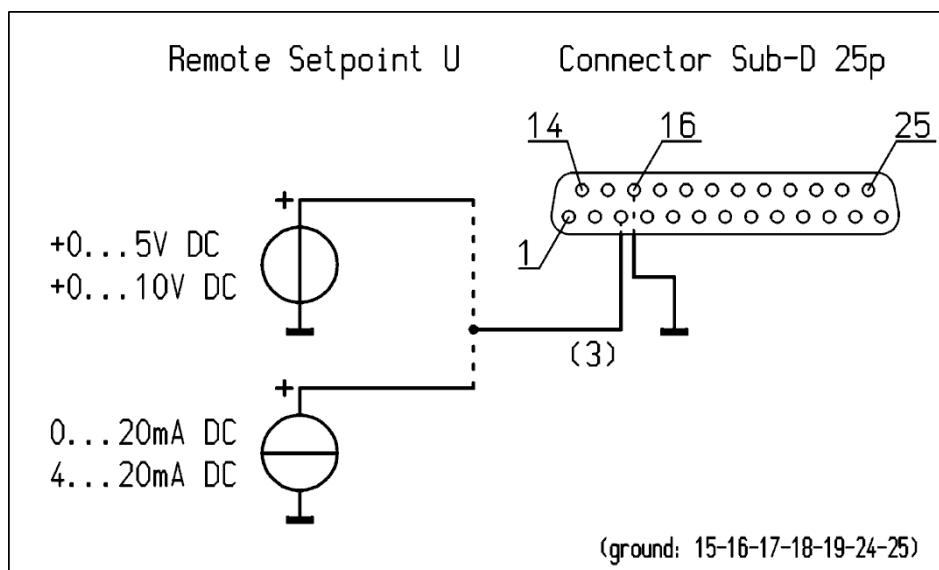 Remote Setpoint U
Connector Sub-D 25p
14
16
25
+
+0...5V DC
+0...10V DC
1
(3)
+
0...20mA DC
4...20mA DC
(ground: 15-16-17-18-19-24-25)